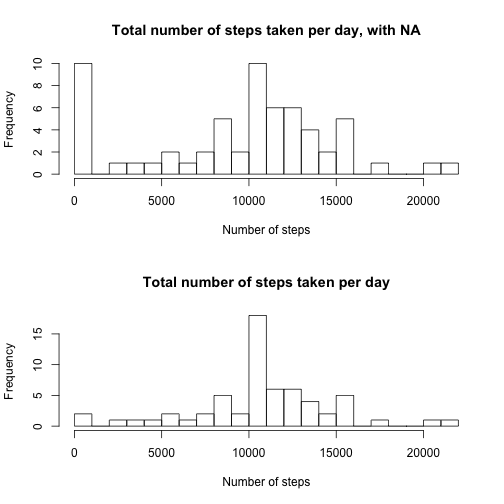 Total number of steps taken per day, with NA
Frequency
10
8
6
4
2
0
0 5000 10000 15000 20000
Number of steps
Total number of steps taken per day
Frequency
15
10
5
0
0 5000 10000 15000 20000
Number of steps